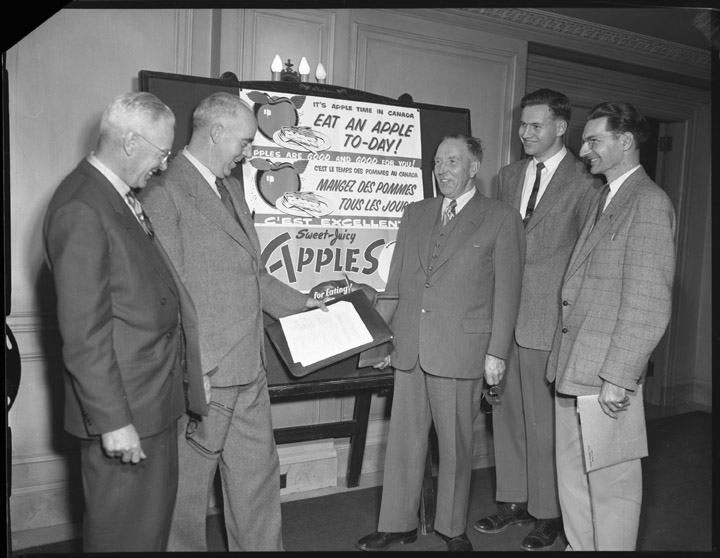 IT'S APPLE TIME IN CANADA
EAT AN APPLE
TO-DAY!
APPLES ARE GOOD AND GOOD FOR YOU!
C'EST LE TEMPS DES POMMES AU CANADA
MANGEZ DES POMMES
TOUS LES JOURS
C'EST EXCELLENT
Sweet-Juicy
APPLES
For Eating